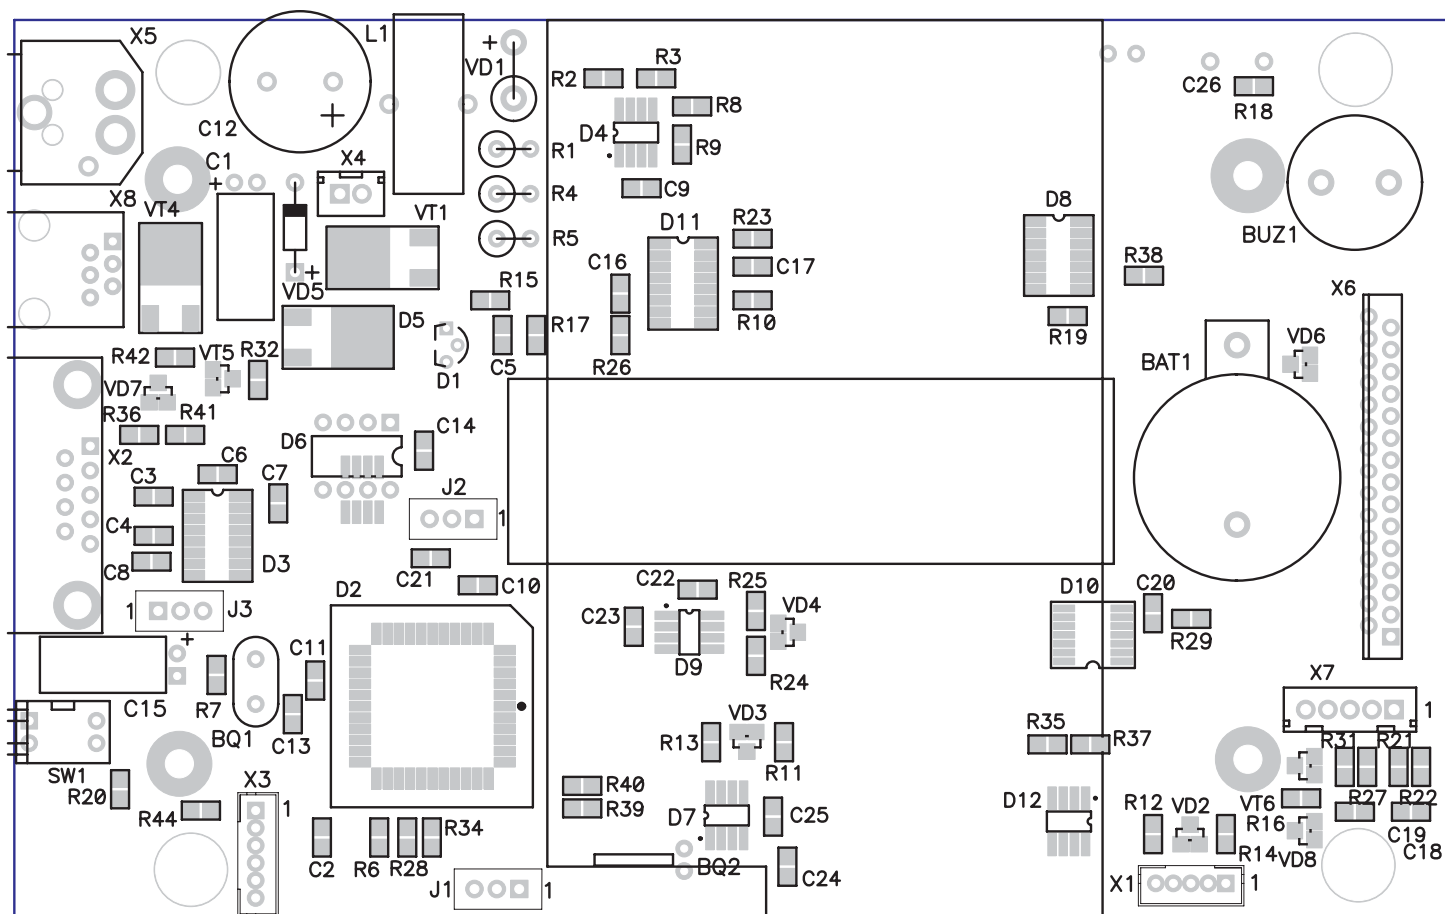 X5
L1
+
VD1
R3
R2
C26
R18
R8
C12
+
D4
R9
C1
X4
R1
X8
+
R4
C9
VT4
VT1
D11
R23
D8
R5
BUZ1
C16
C17
R38
+
VD5
R15
X6
D5
R17
R10
R19
VD6
R42
VT5
R32
D1
C5
R26
BAT1
VD7
R36
R41
D6
C14
X2
C6
C7
C3
J2
1
C4
C8
D3
C21
C10
D2
C22
R25
D10
C20
1
J3
C23
VD4
R29
+
C11
D9
R24
X7
C15
R7
BQ1
C13
VD3
1
R13
R11
R35
R37
R31
R21
SW1
X3
R20
R40
R44
1
R39
D7
C25
D12
R12
VD2
VT6
R27
R22
R34
R16
C19
C2
R6
R28
R14
VD8
C18
J1
1
BQ2
C24
X1
1